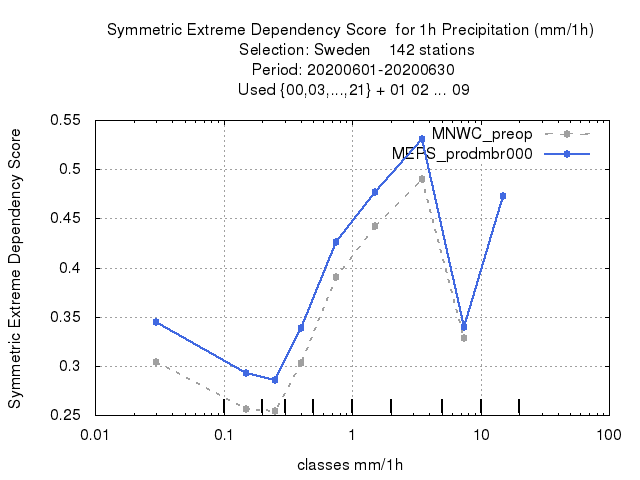 Symmetric Extreme Dependency Score for 1h Precipitation (mm/1h)
Selection: Sweden 142 stations
Period: 20200601-20200630
Used {00,03,...,21} + 01 02 ... 09
Symmetric Extreme Dependency Score
0.55
0.5
0.45
0.4
0.35
0.3
0.25
MNWC_preop
MEPS_prodmbr000
0.01 0.1 1 10 100
classes mm/1h